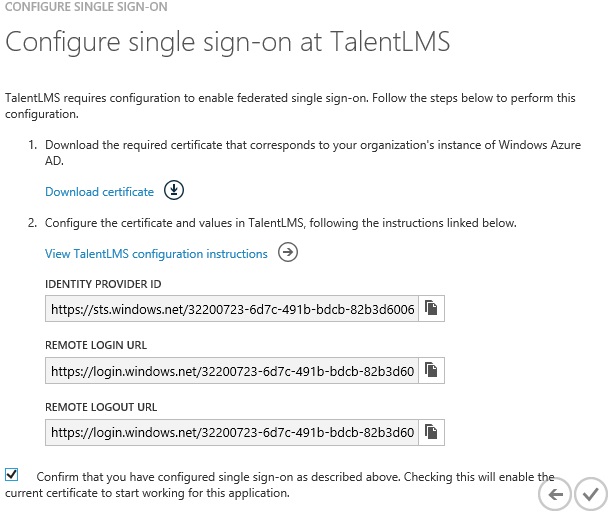 CONFIGURE SINGLE SIGN-ON
Configure single sign-on at TalentLMS
TalentLMS requires configuration to enable federated single sign-on. Follow the steps below to perform this
configuration.
1. Download the required certificate that corresponds to your organization's instance of Windows Azure
AD.
Download certificate
2. Configure the certificate and values in TalentLMS, following the instructions linked below.
View TalentLMS configuration instructions
IDENTITY PROVIDER ID
https://sts.windows.net/32200723-6d7c-491b-bdcb-82b3d6006
REMOTE LOGIN URL
https://login.windows.net/32200723-6d7c-491b-bdcb-82b3d60
REMOTE LOGOUT URL
https://login.windows.net/32200723-6d7c-491b-bdcb-82b3d60
Confirm that you have configured single sign-on as described above. Checking this will enable the
current certificate to start working for this application.